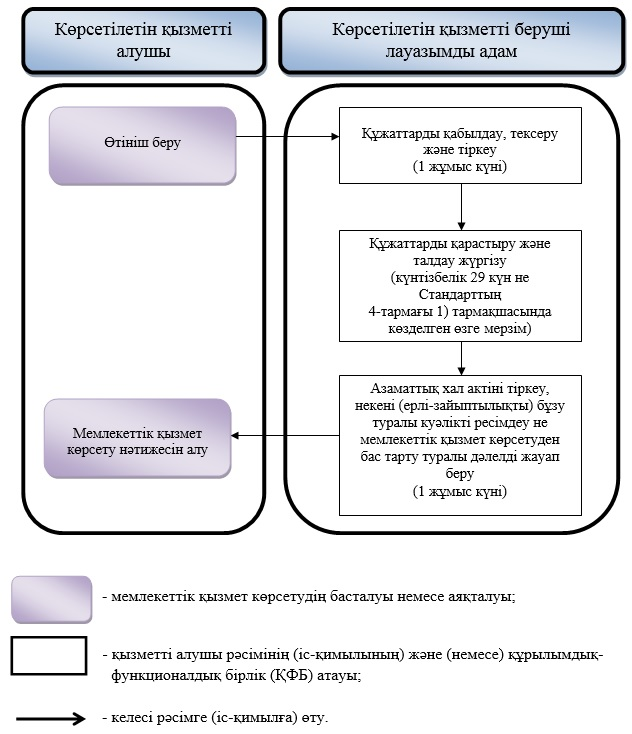 Көрсетілетін қызметті
алушы
Көрсетілетін қызметті беруші
лауазымды адам
Өтініш беру
Құжаттарды қабылдау, тексеру
және тіркеу
(1 жұмыс күні)
Құжаттарды қарастыру және
талдау жүргізу
(күнтізбелік 29 күн не
Стандарттың
4-тармағы 1) тармақшасында
көзделген өзге мерзім)
Азаматтық хал актіні тіркеу,
некені (ерлі-зайыптылықты) бұзу
туралы куәлікті ресімдеу не
мемлекеттік қызмет көрсетуден
бас тарту туралы дәлелді жауап
беру
(1 жұмыс күні)
Мемлекеттік қызмет
көрсету нәтижесін алу
- мемлекеттік қызмет көрсетудің басталуы немесе аяқталуы;
- қызметті алушы рәсімінің (іс-қимылының) және (немесе) құрылымдық-
функционалдық бірлік (ҚФБ) атауы;
- келесі рәсімге (іс-қимылға) өту.